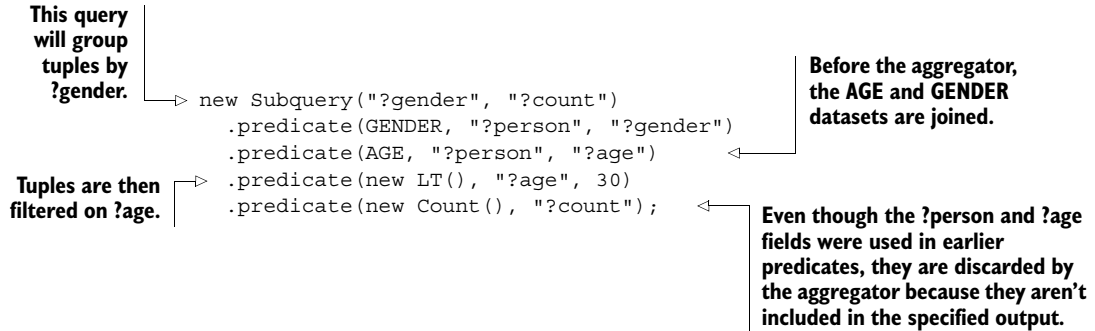 This query
will group
tuples by
?gender.
new Subquery("?gender", "?count")
.predicate(GENDER, "?person", "?gender")
.predicate(AGE, "?person", "?age")
.predicate(new LT(), "?age", 30)
.predicate(new Count(), "?count");
Before the aggregator,
the AGE and GENDER
datasets are joined.
Tuples are then
filtered on ?age.
Even though the ?person and ?age
fields were used in earlier
predicates, they are discarded by
the aggregator because they aren't
included in the specified output.